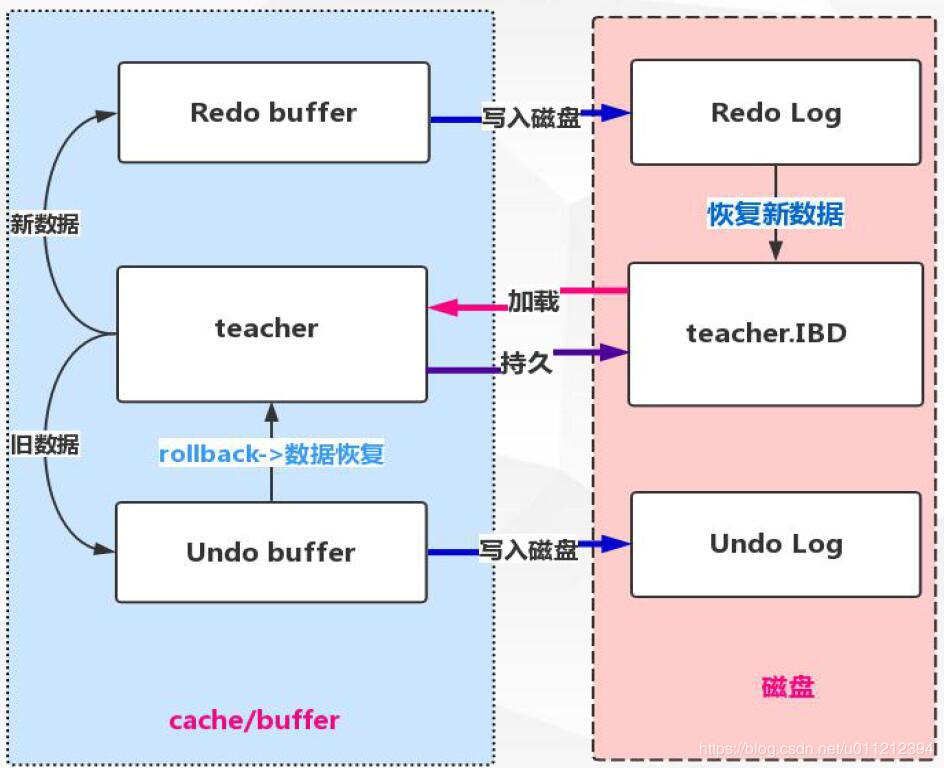 Redo buffer
写入磁盘
Redo Log
新数据
恢复新数据
teacher
加载
持久
teacher.IBD
旧数据
rollback->数据恢复
Undo buffer
写入磁盘
Undo Log
cache/buffer
磁盘
https://blog.csdn.net/u011212394